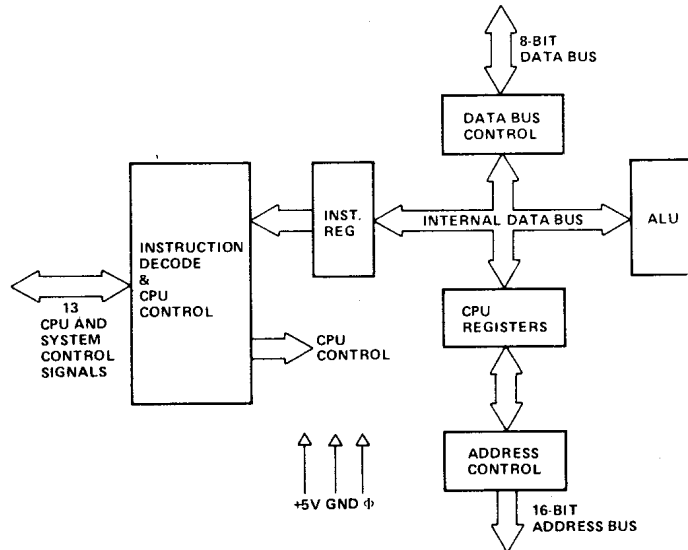 8-BIT
DATA BUS
DATA BUS
CONTROL
INST.
REG
INTERNAL DATA BUS
ALU
INSTRUCTION
DECODE
&
CPU
CONTROL
13
CPU AND
SYSTEM
CONTROL
SIGNALS
CPU
CONTROL
CPU
REGISTERS
ADDRESS
CONTROL
+5V GND Φ
16-BIT
ADDRESS BUS